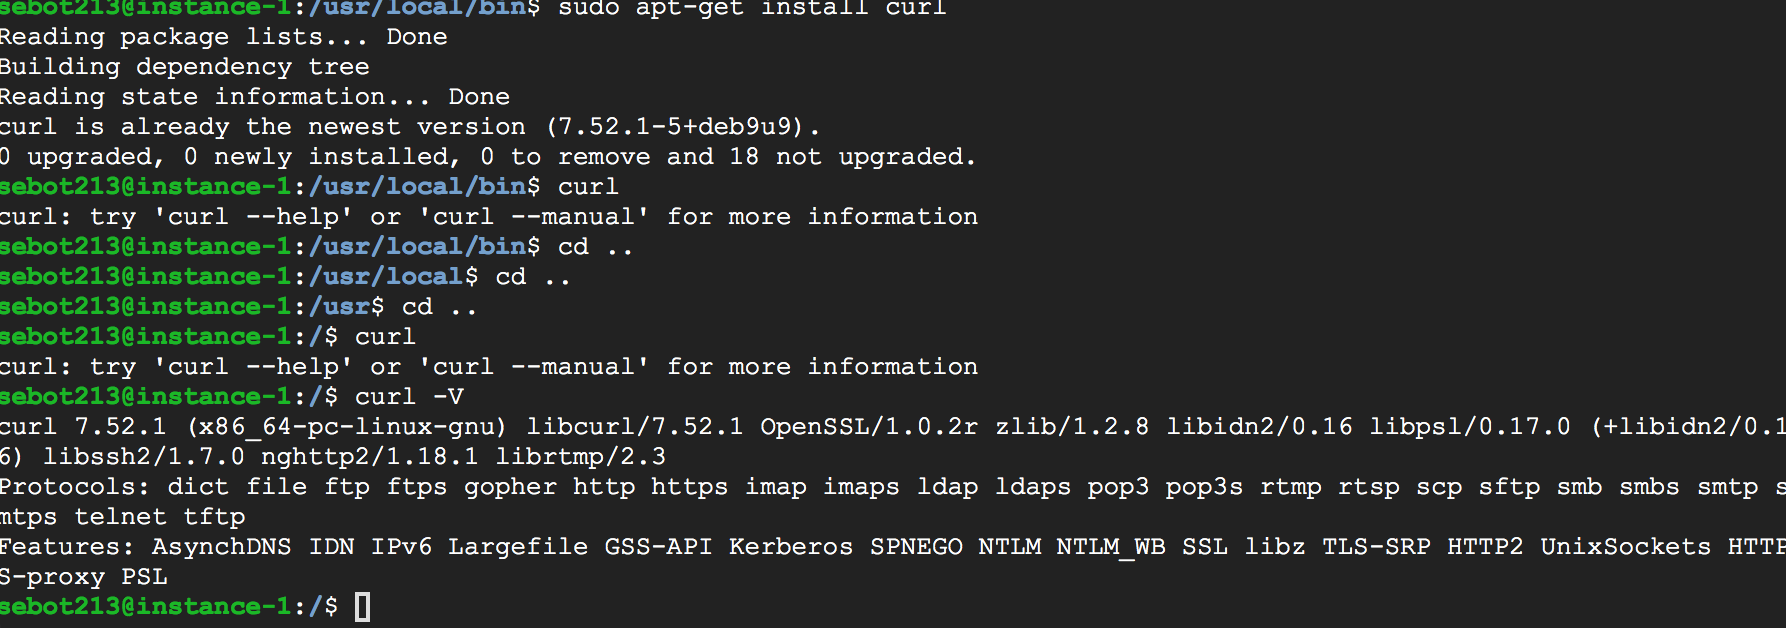 sebot213@instance-1:/usr/local/bin$ sudo apt-get install curl
Reading package lists... Done
Building dependency tree
Reading state information... Done
curl is already the newest version (7.52.1-5+deb9u9).
0 upgraded, 0 newly installed, 0 to remove and 18 not upgraded.
sebot213@instance-1:/usr/local/bin$ curl
curl: try 'curl --help' or 'curl --manual' for more information
sebot213@instance-1:/usr/local/bin$ cd ..
sebot213@instance-1:/usr/local$ cd ..
sebot213@instance-1:/usr$ cd ..
sebot213@instance-1:/$ curl
curl: try 'curl --help' or 'curl --manual' for more information
sebot213@instance-1:/$ curl -V
curl 7.52.1 (x86_64-pc-linux-gnu) libcurl/7.52.1 OpenSSL/1.0.2r zlib/1.2.8 libidn2/0.16 libpsl/0.17.0 (+libidn2/0.1
6) libssh2/1.7.0 nghttp2/1.18.1 librtmp/2.3
Protocols: dict file ftp ftps gopher http https imap imaps ldap ldaps pop3 pop3s rtmp rtsp scp sftp smb smbs smtp s
mtps telnet tftp
Features: AsynchDNS IDN IPv6 Largefile GSS-API Kerberos SPNEGO NTLM NTLM_WB SSL libz TLS-SRP HTTP2 UnixSockets HTTP
S-proxy PSL
sebot213@instance-1:/$